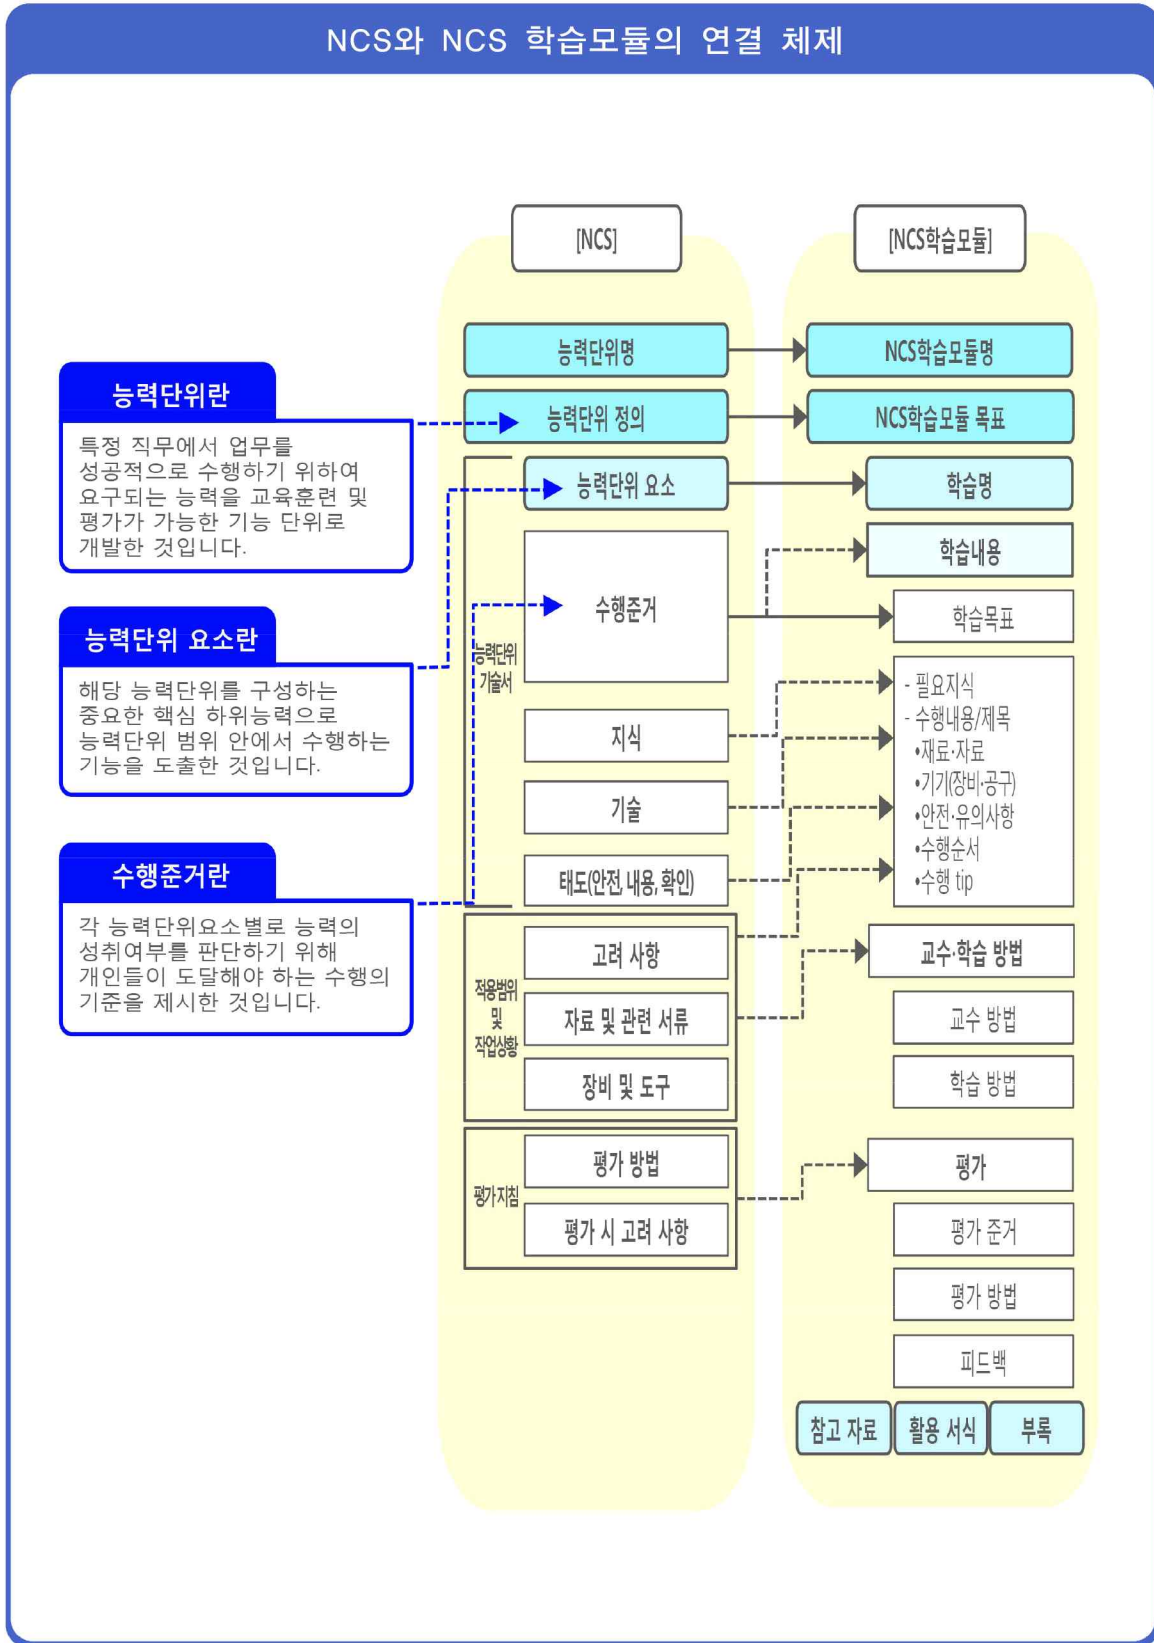 NCS와 NCS 학습모듈의 연결 체제
[NCS]
[NCS학습모듈]
능력단위명
NCS학습모듈명
능력단위 정의
NCS학습모듈 목표
능력단위란
특정 직무에서 업무를
성공적으로 수행하기 위하여
요구되는 능력을 교육훈련 및
평가가 가능한 기능 단위로
개발한 것입니다.
능력단위 요소란
해당 능력단위를 구성하는
중요한 핵심 하위능력으로
능력단위 범위 안에서 수행하는
기능을 도출한 것입니다.
수행준거란
각 능력단위요소별로 능력의
성취여부를 판단하기 위해
개인들이 도달해야 하는 수행의
기준을 제시한 것입니다.
능력단위
기술서
능력단위 요소
수행준거
지식
기술
태도(안전, 내용, 확인)
적용범위
및
작업상황
고려 사항
자료 및 관련 서류
장비 및 도구
평가지침
평가 방법
평가 시 고려 사항
학습명
학습내용
학습목표
- 필요지식
- 수행내용/제목
•재료·자료
•기기(장비·공구)
•안전·유의사항
•수행순서
•수행 tip
교수·학습 방법
교수 방법
학습 방법
평가
평가 준거
평가 방법
피드백
참고 자료
활용 서식
부록